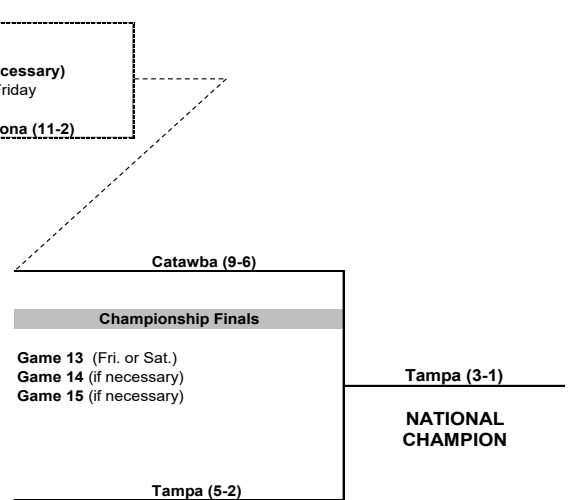 cessary)
riday
ona (11-2)
Catawba (9-6)
Championship Finals
Game 13 (Fri. or Sat.)
Game 14 (if necessary)
Game 15 (if necessary)
Tampa (3-1)
NATIONAL
CHAMPION
Tampa (5-2)